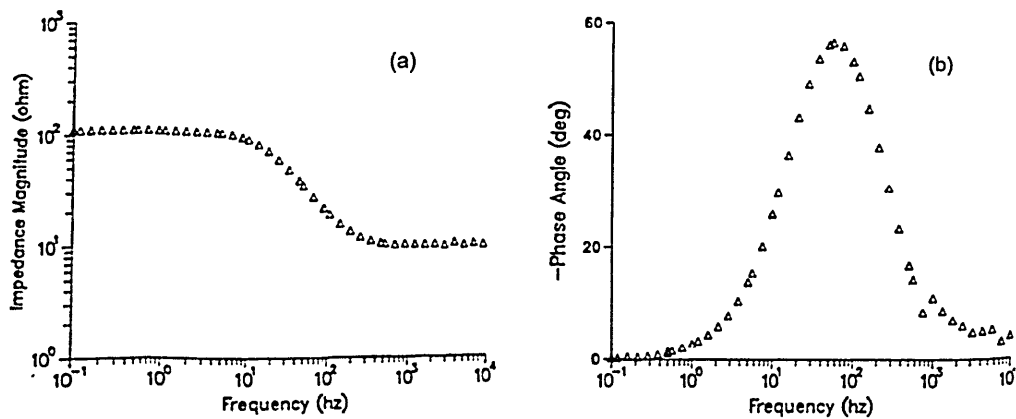 (a)
Impedance Magnitude (ohm)
10³
10²
10¹
10⁰
10⁻¹ 10⁰ 10¹ 10² 10³ 10⁴
Frequency (hz)
(b)
−Phase Angle (deg)
60
40
20
0
10⁻¹ 10⁰ 10¹ 10² 10³
Frequency (hz)